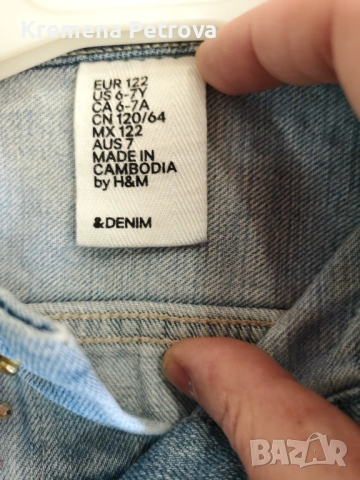 Kremena Petrova
EUR 122
US 6-7Y
CA 6-7A
CN 120/64
MX 122
AUS 7
MADE IN
CAMBODIA
by H&M
&DENIM
BAZAR